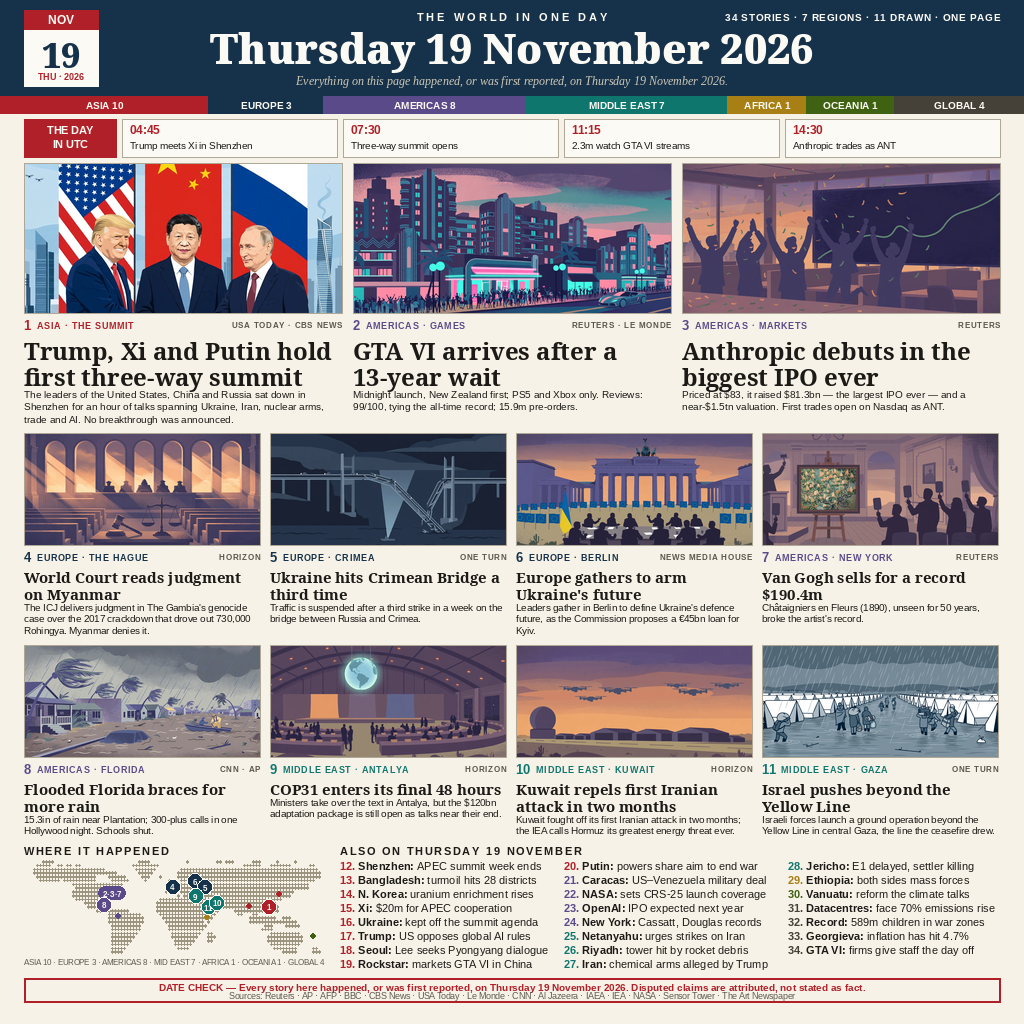 NOV
19
THU · 2026
THE WORLD IN ONE DAY
34 STORIES · 7 REGIONS · 11 DRAWN · ONE PAGE
Thursday 19 November 2026
Everything on this page happened, or was first reported, on Thursday 19 November 2026.
ASIA 10
EUROPE 3
AMERICAS 8
MIDDLE EAST 7
AFRICA 1
OCEANIA 1
GLOBAL 4
THE DAY
IN UTC
04:45
Trump meets Xi in Shenzhen
07:30
Three-way summit opens
11:15
2.3m watch GTA VI streams
14:30
Anthropic trades as ANT
1 ASIA · THE SUMMIT
USA TODAY · CBS NEWS
Trump, Xi and Putin hold
first three-way summit
The leaders of the United States, China and Russia sat down in
Shenzhen for an hour of talks spanning Ukraine, Iran, nuclear arms,
trade and AI. No breakthrough was announced.
2 AMERICAS · GAMES
REUTERS · LE MONDE
GTA VI arrives after a
13-year wait
Midnight launch, New Zealand first; PS5 and Xbox only. Reviews:
99/100, tying the all-time record; 15.9m pre-orders.
3 AMERICAS · MARKETS
REUTERS
Anthropic debuts in the
biggest IPO ever
Priced at $83, it raised $81.3bn — the largest IPO ever — and a
near-$1.5tn valuation. First trades open on Nasdaq as ANT.
4 EUROPE · THE HAGUE
HORIZON
World Court reads judgment
on Myanmar
The ICJ delivers judgment in The Gambia's genocide
case over the 2017 crackdown that drove out 730,000
Rohingya. Myanmar denies it.
5 EUROPE · CRIMEA
ONE TURN
Ukraine hits Crimean Bridge a
third time
Traffic is suspended after a third strike in a week on the
bridge between Russia and Crimea.
6 EUROPE · BERLIN
NEWS MEDIA HOUSE
Europe gathers to arm
Ukraine's future
Leaders gather in Berlin to define Ukraine's defence
future, as the Commission proposes a €45bn loan for
Kyiv.
7 AMERICAS · NEW YORK
REUTERS
Van Gogh sells for a record
$190.4m
Châtaigniers en Fleurs (1890), unseen for 50 years,
broke the artist's record.
8 AMERICAS · FLORIDA
CNN · AP
Flooded Florida braces for
more rain
15.3in of rain near Plantation; 300-plus calls in one
Hollywood night. Schools shut.
9 MIDDLE EAST · ANTALYA
HORIZON
COP31 enters its final 48 hours
Ministers take over the text in Antalya, but the $120bn
adaptation package is still open as talks near their end.
10 MIDDLE EAST · KUWAIT
HORIZON
Kuwait repels first Iranian
attack in two months
Kuwait fought off its first Iranian attack in two months;
the IEA calls Hormuz its greatest energy threat ever.
11 MIDDLE EAST · GAZA
ONE TURN
Israel pushes beyond the
Yellow Line
Israeli forces launch a ground operation beyond the
Yellow Line in central Gaza, the line the ceasefire drew.
WHERE IT HAPPENED
2·3·7
8
4
6
5
9
10
1
ASIA 10 · EUROPE 3 · AMERICAS 8 · MID EAST 7 · AFRICA 1 · OCEANIA 1 · GLOBAL 4
ALSO ON THURSDAY 19 NOVEMBER
12. Shenzhen: APEC summit week ends
13. Bangladesh: turmoil hits 28 districts
14. N. Korea: uranium enrichment rises
15. Xi: $20m for APEC cooperation
16. Ukraine: kept off the summit agenda
17. Trump: US opposes global AI rules
18. Seoul: Lee seeks Pyongyang dialogue
19. Rockstar: markets GTA VI in China
20. Putin: powers share aim to end war
21. Caracas: US–Venezuela military deal
22. NASA: sets CRS-25 launch coverage
23. OpenAI: IPO expected next year
24. New York: Cazzu, Douglas records
25. Netanyahu: urges strikes on Iran
26. Riyadh: tower hit by rocket debris
27. Iran: chemical arms alleged by Trump
28. Jericho: E1 delayed, settler killing
29. Ethiopia: both sides mass forces
30. Vanuatu: reform the climate talks
31. Datacentres: face 70% emissions rise
32. Record: 589m children in war zones
33. Georgieva: inflation has hit 4.7%
34. GTA VI: firms give staff the day off
DATE CHECK — Every story here happened, or was first reported, on Thursday 19 November 2026. Disputed claims are attributed, not stated as fact.
Sources: Reuters · AP · AFP · BBC · CBS News · USA Today · Le Monde · CNN · Al Jazeera · IAEA · IEA · NASA · Sensor Tower · The Art Newspaper